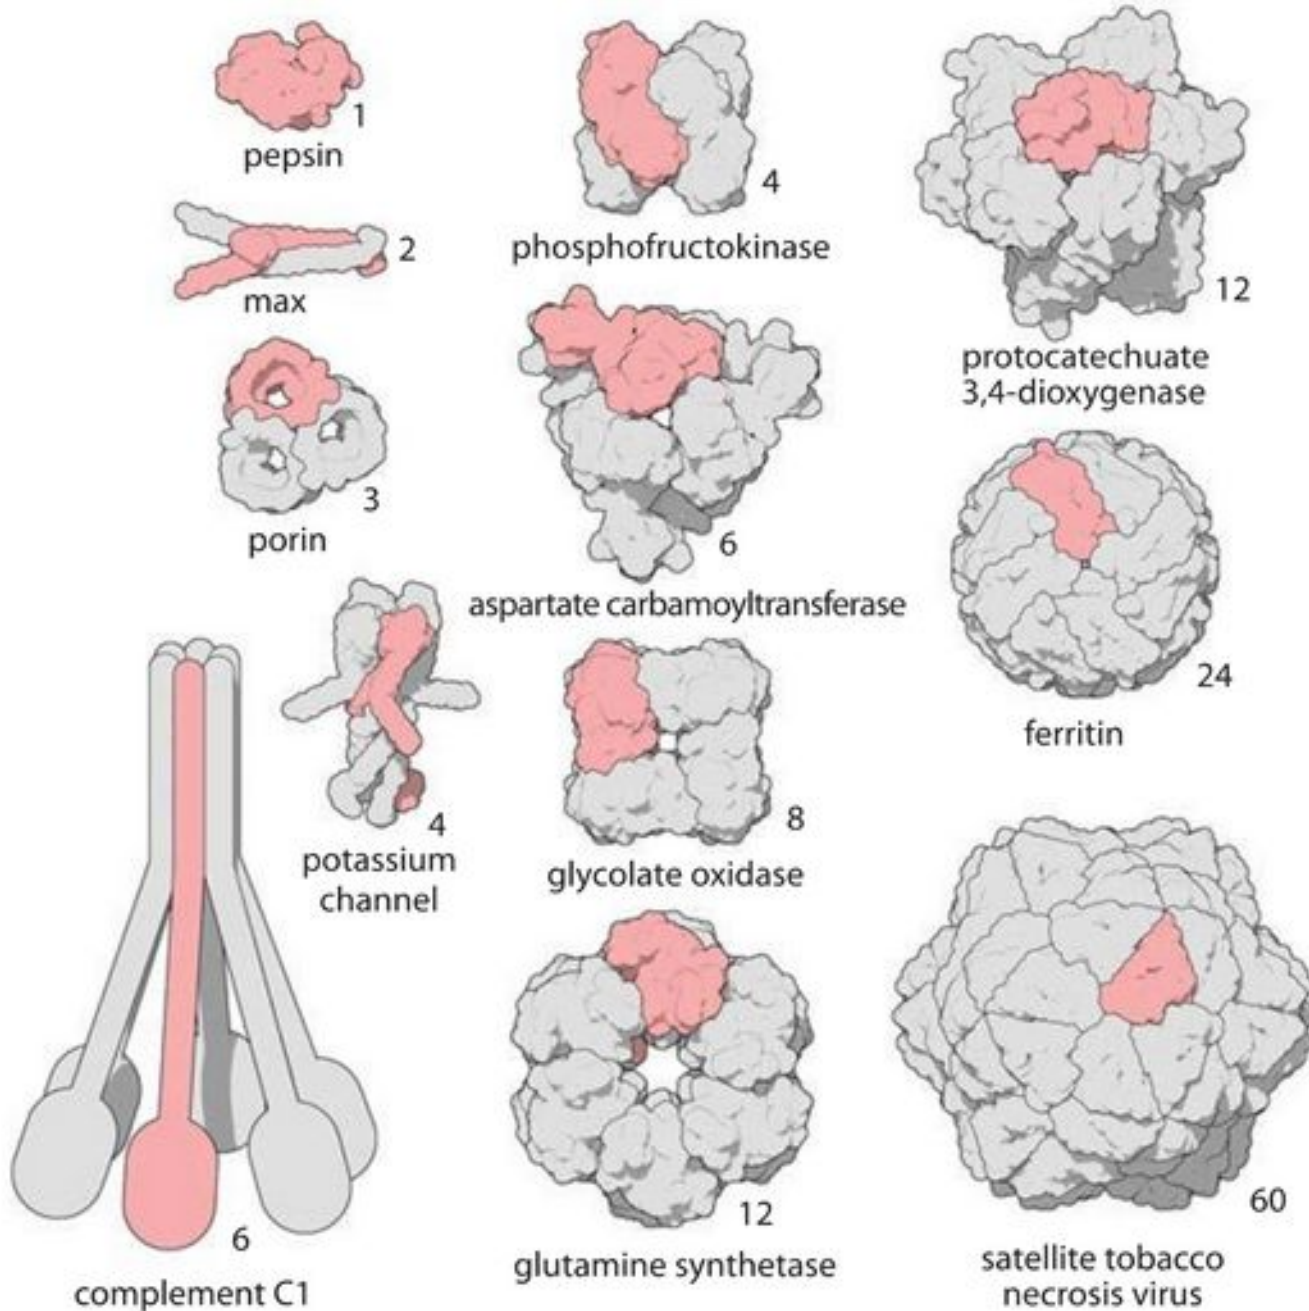 1
pepsin
2
max
3
porin
4
potassium
channel
6
complement C1
4
phosphofructokinase
6
aspartate carbamoyltransferase
8
glycolate oxidase
12
glutamine synthetase
12
protocatechuate
3,4-dioxygenase
24
ferritin
60
satellite tobacco
necrosis virus